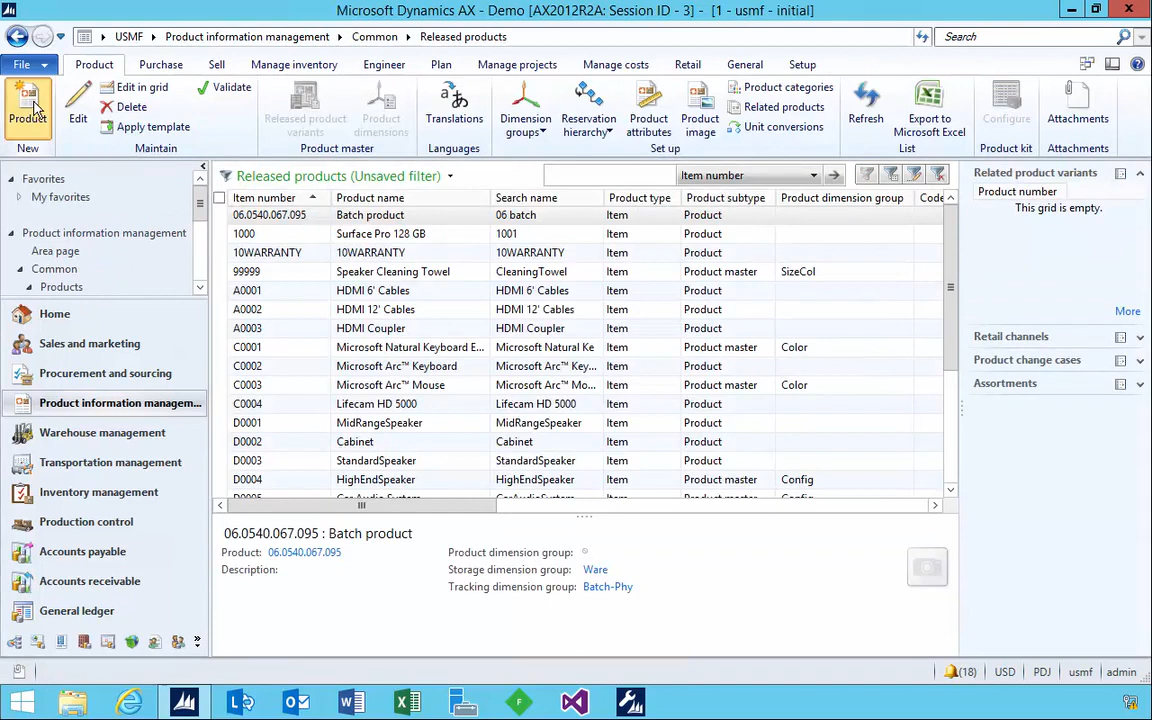 Microsoft Dynamics AX - Demo [AX2012R2A: Session ID - 3] - [1 - usmf - initial]
USMF
Product information management
Common
Released products
Search
File
Product
Purchase
Sell
Manage inventory
Engineer
Plan
Manage projects
Manage costs
Retail
General
Setup
Product
New
Edit
Edit in grid
Delete
Apply template
Validate
Maintain
Released product variants
Product dimensions
Product master
Translations
Languages
Dimension groups
Reservation hierarchy
Product attributes
Product image
Product categories
Related products
Unit conversions
Set up
Refresh
Export to Microsoft Excel
List
Configure
Product kit
Attachments
Attachments
Favorites
My favorites
Product information management
Area page
Common
Products
Home
Sales and marketing
Procurement and sourcing
Product information managem...
Warehouse management
Transportation management
Inventory management
Production control
Accounts payable
Accounts receivable
General ledger
Released products (Unsaved filter)
Item number
Item number Product name Search name Product type Product subtype Product dimension group Code
06.0540.067.095 Batch product 06 batch Item Product
1000 Surface Pro 128 GB 1001 Item Product
10WARRANTY 10WARRANTY 10WARRANTY Item Product
99999 Speaker Cleaning Towel CleaningTowel Item Product master SizeCol
A0001 HDMI 6' Cables HDMI 6' Cables Item Product
A0002 HDMI 12' Cables HDMI 12' Cables Item Product
A0003 HDMI Coupler HDMI Coupler Item Product
C0001 Microsoft Natural Keyboard E... Microsoft Natural Ke Item Product master Color
C0002 Microsoft Arc™ Keyboard Microsoft Arc™ Key... Item Product
C0003 Microsoft Arc™ Mouse Microsoft Arc™ Mo... Item Product master Color
C0004 Lifecam HD 5000 Lifecam HD 5000 Item Product
D0001 MidRangeSpeaker MidRangeSpeaker Item Product
D0002 Cabinet Cabinet Item Product
D0003 StandardSpeaker StandardSpeaker Item Product
D0004 HighEndSpeaker HighEndSpeaker Item Product master Config
D0005 CarAudioSystem CarAudioSystem Item Product master Config
06.0540.067.095 : Batch product
Product: 06.0540.067.095
Description:
Product dimension group:
Storage dimension group: Ware
Tracking dimension group: Batch-Phy
Related product variants
Product number
This grid is empty.
More
Retail channels
Product change cases
Assortments
(18) USD PDJ usmf admin